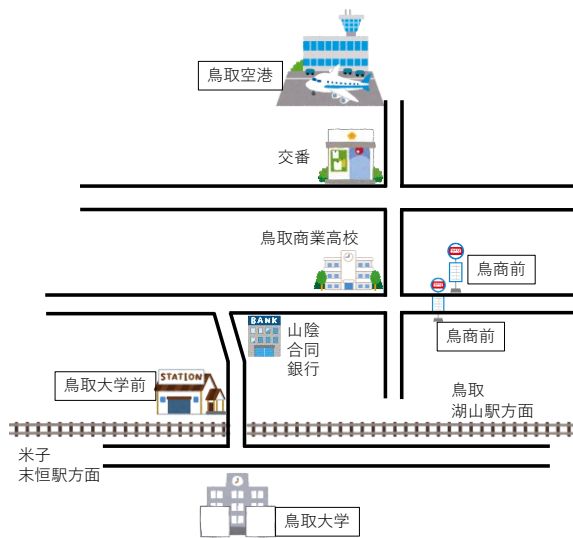 鳥取空港
交番
鳥取商業高校
鳥商前
鳥商前
BANK
山陰
合同
銀行
STATION
鳥取大学前
鳥取
湖山駅方面
米子
末恒駅方面
鳥取大学